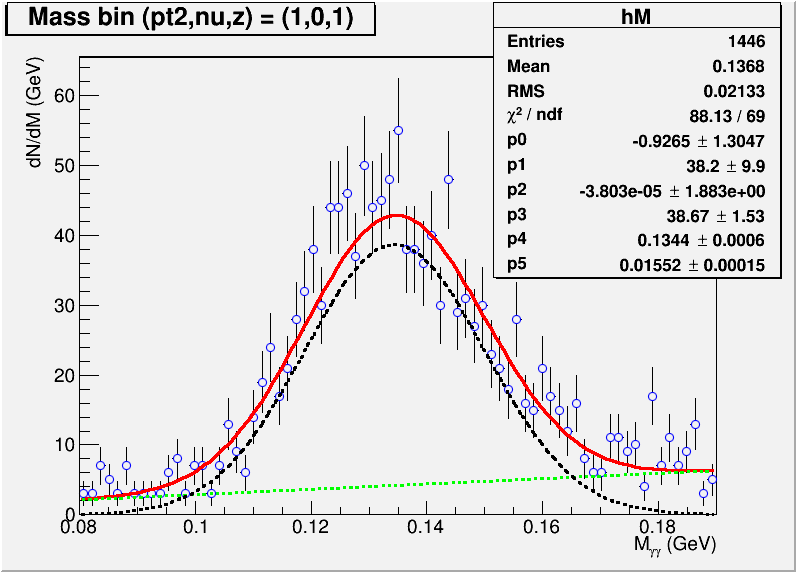 Mass bin (pt2,nu,z) = (1,0,1)
hM
Entries 1446
Mean 0.1368
RMS 0.02133
χ² / ndf 88.13 / 69
p0 -0.9265 ± 1.3047
p1 38.2 ± 9.9
p2 -3.803e-05 ± 1.883e+00
p3 38.67 ± 1.53
p4 0.1344 ± 0.0006
p5 0.01552 ± 0.00015
dN/dM (GeV)
60
50
40
30
20
10
0
0.08 0.1 0.12 0.14 0.16 0.18
Mγγ (GeV)